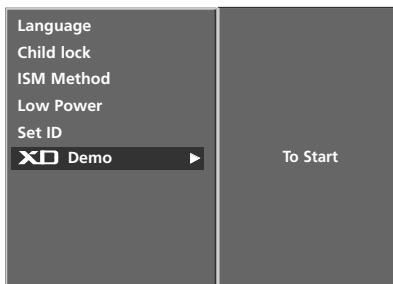 Language
Child lock
ISM Method
Low Power
Set ID
XD Demo
To Start